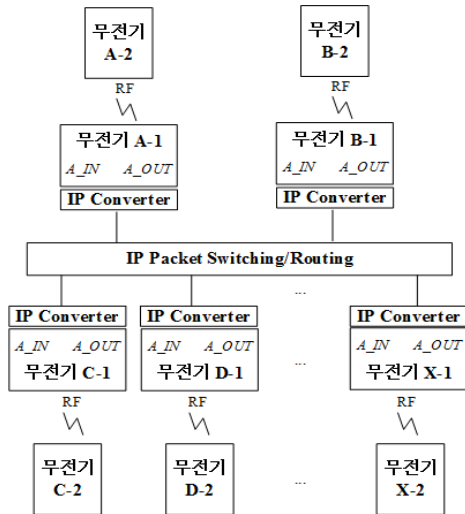 무전기 무전기
A-2 B-2
RF RF
무전기 A-1 무전기 B-1
A_IN A_OUT A_IN A_OUT
IP Converter IP Converter
IP Packet Switching/Routing
...
IP Converter IP Converter IP Converter
A_IN A_OUT A_IN A_OUT A_IN A_OUT
무전기 C-1 무전기 D-1 ... 무전기 X-1
RF RF RF
무전기 무전기 무전기
C-2 D-2 ... X-2